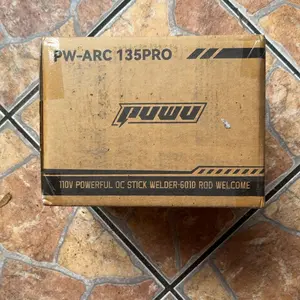 PW-ARC 135PRO
PUWU
110V POWERFUL DC STICK WELDER-6010 ROD WELCOME